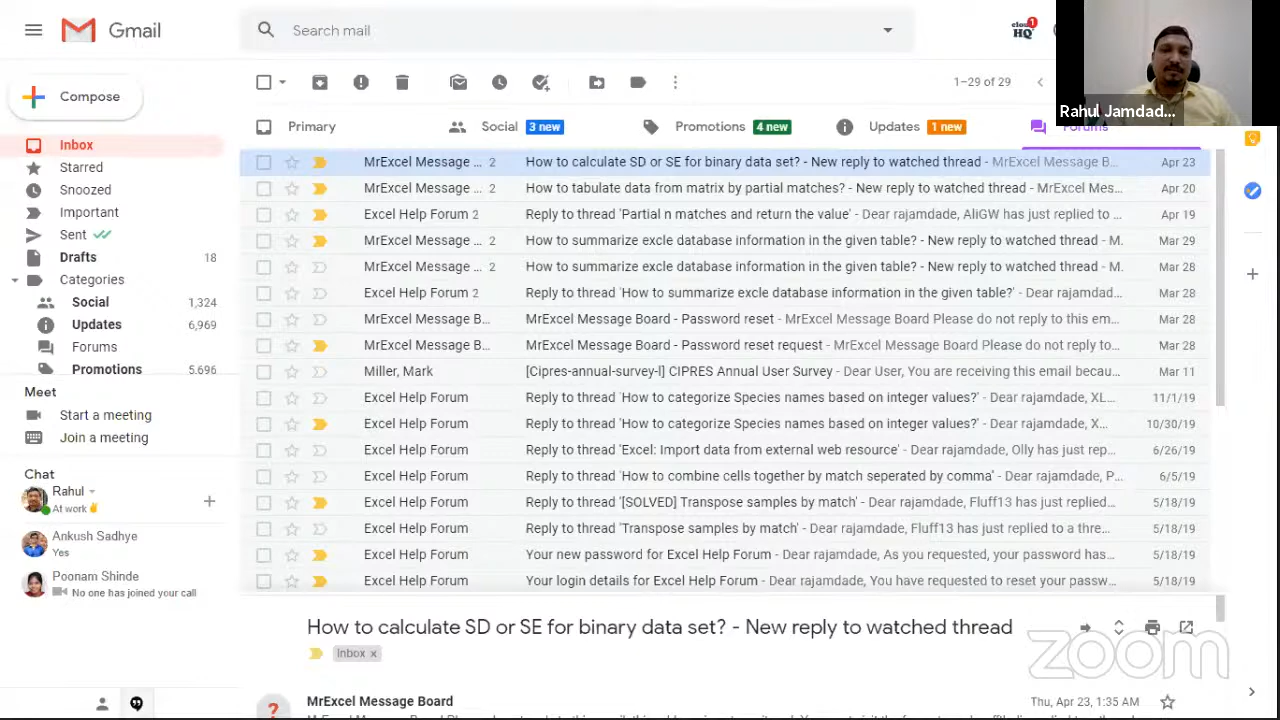 Gmail
Search mail
cloud HQ 1
Rahul Jamdad...
Compose
1–29 of 29
Primary
Social 3 new
Promotions 4 new
Updates 1 new
Forums
Inbox
Starred
Snoozed
Important
Sent
Drafts 18
Categories
Social 1,324
Updates 6,969
Forums
Promotions 5,696
Meet
Start a meeting
Join a meeting
Chat
Rahul
At work
Ankush Sadhye
Yes
Poonam Shinde
No one has joined your call
MrExcel Message ... 2 How to calculate SD or SE for binary data set? - New reply to watched thread - MrExcel Message B... Apr 23
MrExcel Message ... 2 How to tabulate data from matrix by partial matches? - New reply to watched thread - MrExcel Mes... Apr 20
Excel Help Forum 2 Reply to thread 'Partial n matches and return the value' - Dear rajamdade, AliGW has just replied to ... Apr 19
MrExcel Message ... 2 How to summarize excle database information in the given table? - New reply to watched thread - M. Mar 29
MrExcel Message ... 2 How to summarize excle database information in the given table? - New reply to watched thread - M. Mar 28
Excel Help Forum 2 Reply to thread 'How to summarize excle database information in the given table?' - Dear rajamdad... Mar 28
MrExcel Message B... MrExcel Message Board - Password reset - MrExcel Message Board Please do not reply to this em... Mar 28
MrExcel Message B... MrExcel Message Board - Password reset request - MrExcel Message Board Please do not reply to... Mar 28
Miller, Mark [Cipres-annual-survey-l] CIPRES Annual User Survey - Dear User, You are receiving this email becau... Mar 11
Excel Help Forum Reply to thread 'How to categorize Species names based on integer values?' - Dear rajamdade, XL... 11/1/19
Excel Help Forum Reply to thread 'How to categorize Species names based on integer values?' - Dear rajamdade, X... 10/30/19
Excel Help Forum Reply to thread 'Excel: Import data from external web resource' - Dear rajamdade, Olly has just rep... 6/26/19
Excel Help Forum Reply to thread 'How to combine cells together by match seperated by comma' - Dear rajamdade, P... 6/5/19
Excel Help Forum Reply to thread '[SOLVED] Transpose samples by match' - Dear rajamdade, Fluff13 has just replied... 5/18/19
Excel Help Forum Reply to thread 'Transpose samples by match' - Dear rajamdade, Fluff13 has just replied to a thre... 5/18/19
Excel Help Forum Your new password for Excel Help Forum - Dear rajamdade, As you requested, your password has... 5/18/19
Excel Help Forum Your login details for Excel Help Forum - Dear rajamdade, You have requested to reset your passw... 5/18/19
How to calculate SD or SE for binary data set? - New reply to watched thread
Inbox x
zoom
MrExcel Message Board Thu, Apr 23, 1:35 AM